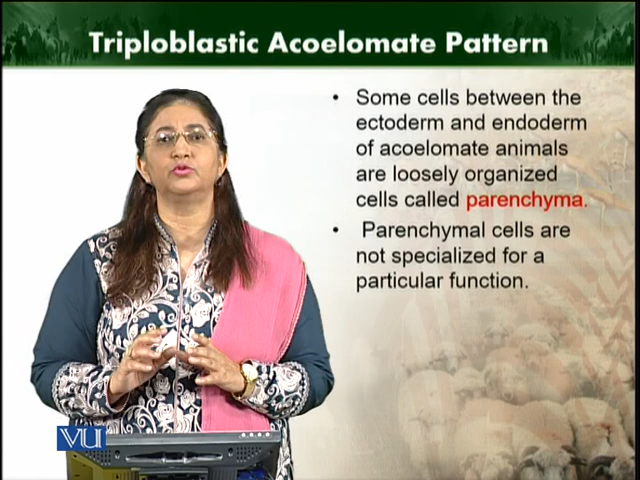 Triploblastic Acoelomate Pattern
• Some cells between the
ectoderm and endoderm
of acoelomate animals
are loosely organized
cells called parenchyma.
• Parenchymal cells are
not specialized for a
particular function.
VU